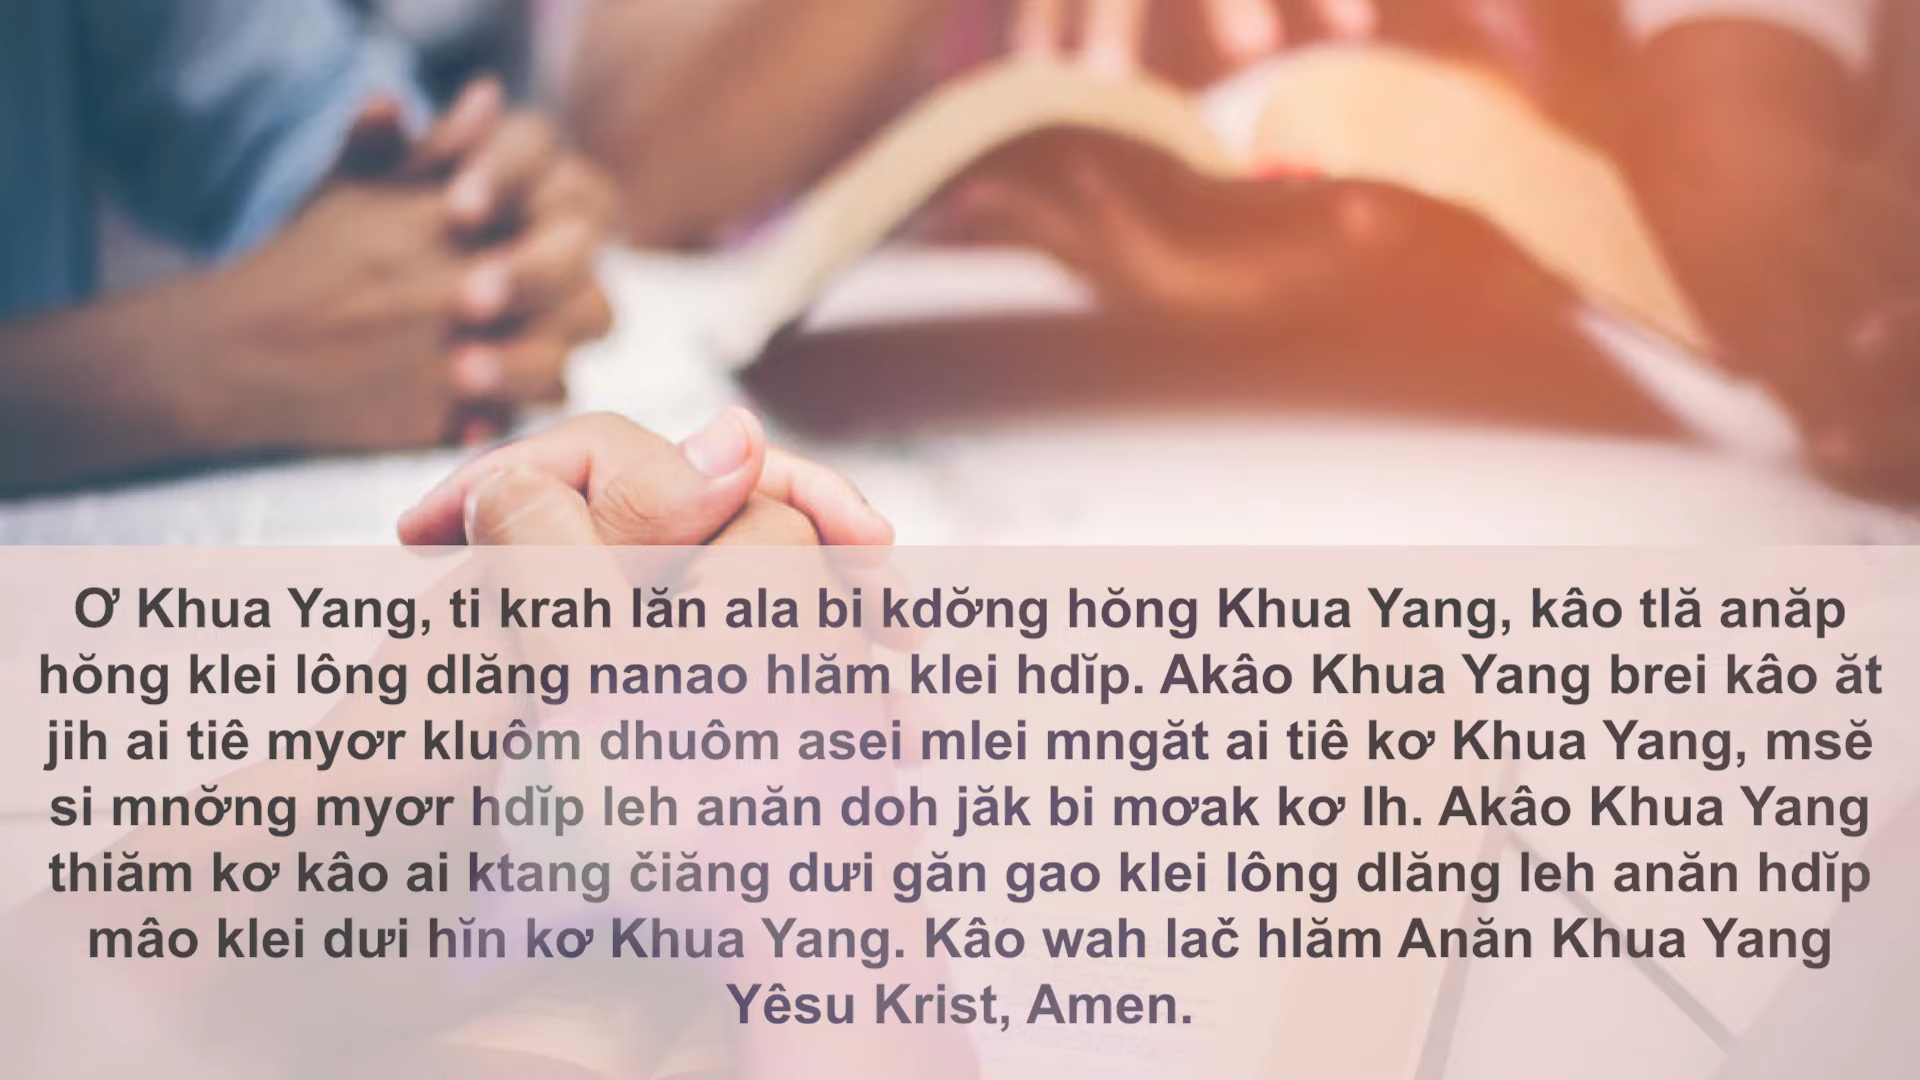 Ơ Khua Yang, ti krah lăn ala bi kdơ̆ng hŏng Khua Yang, kâo tlă anăp
hŏng klei lông dlăng nanao hlăm klei hdĭp. Akâo Khua Yang brei kâo ăt
jih ai tiê myơr kluôm dhuôm asei mlei mngăt ai tiê kơ Khua Yang, msĕ
si mnơ̆ng myơr hdĭp leh anăn doh jăk bi mơak kơ Ih. Akâo Khua Yang
thiăm kơ kâo ai ktang čiăng dưi găn gao klei lông dlăng leh anăn hdĭp
mâo klei dưi hĭn kơ Khua Yang. Kâo wah lač hlăm Anăn Khua Yang
Yêsu Krist, Amen.